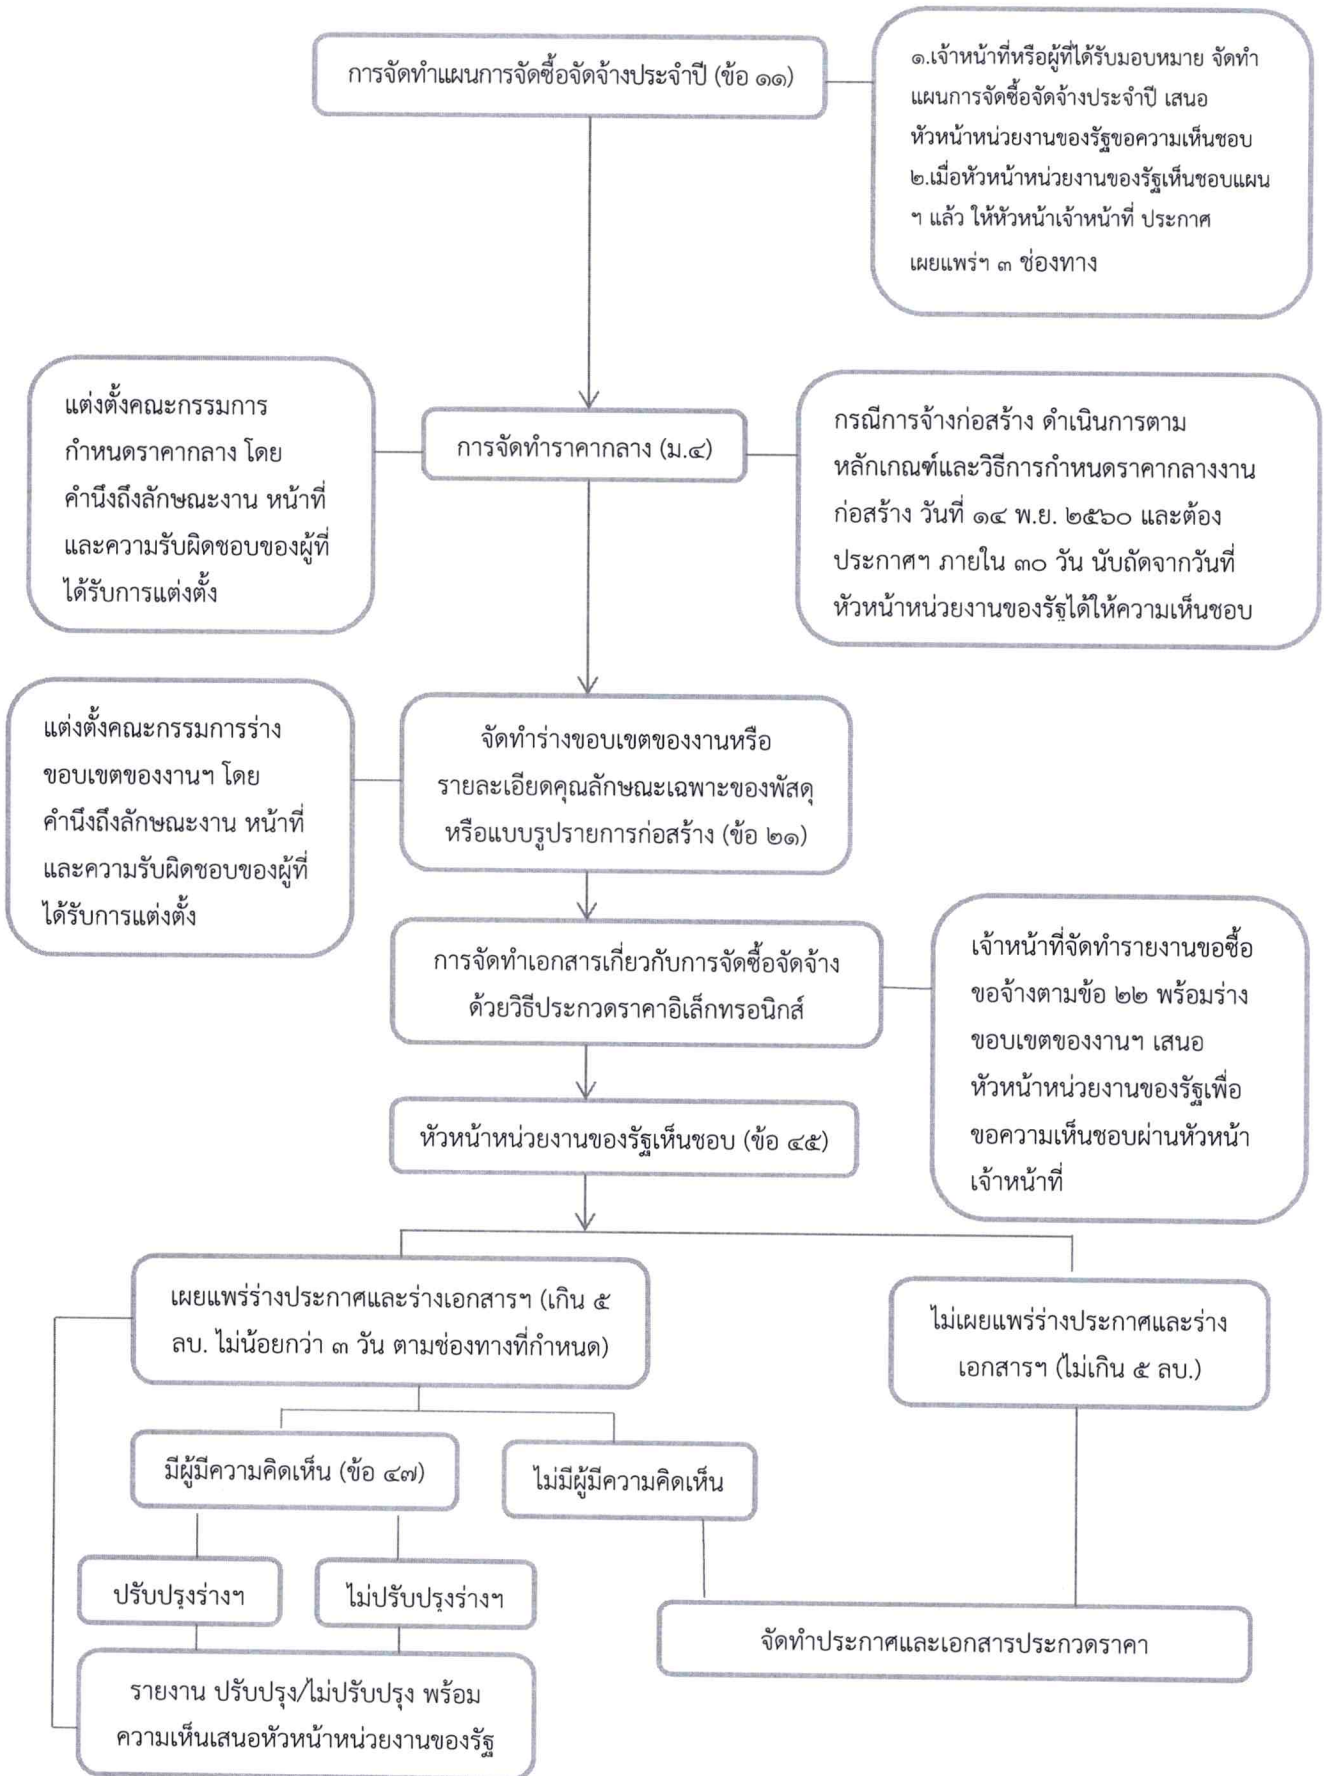 การจัดทำแผนการจัดซื้อจัดจ้างประจำปี (ข้อ ๑๑)
๑.เจ้าหน้าที่หรือผู้ที่ได้รับมอบหมาย จัดทำ
แผนการจัดซื้อจัดจ้างประจำปี เสนอ
หัวหน้าหน่วยงานของรัฐขอความเห็นชอบ
๒.เมื่อหัวหน้าหน่วยงานของรัฐเห็นชอบแผน
ฯ แล้ว ให้หัวหน้าเจ้าหน้าที่ ประกาศ
เผยแพร่ฯ ๓ ช่องทาง
แต่งตั้งคณะกรรมการ
กำหนดราคากลาง โดย
คำนึงถึงลักษณะงาน หน้าที่
และความรับผิดชอบของผู้ที่
ได้รับการแต่งตั้ง
การจัดทำราคากลาง (ม.๔)
กรณีการจ้างก่อสร้าง ดำเนินการตาม
หลักเกณฑ์และวิธีการกำหนดราคากลางงาน
ก่อสร้าง วันที่ ๑๔ พ.ย. ๒๕๖๐ และต้อง
ประกาศฯ ภายใน ๓๐ วัน นับถัดจากวันที่
หัวหน้าหน่วยงานของรัฐได้ให้ความเห็นชอบ
แต่งตั้งคณะกรรมการร่าง
ขอบเขตของงานฯ โดย
คำนึงถึงลักษณะงาน หน้าที่
และความรับผิดชอบของผู้ที่
ได้รับการแต่งตั้ง
จัดทำร่างขอบเขตของงานหรือ
รายละเอียดคุณลักษณะเฉพาะของพัสดุ
หรือแบบรูปรายการก่อสร้าง (ข้อ ๒๑)
การจัดทำเอกสารเกี่ยวกับการจัดซื้อจัดจ้าง
ด้วยวิธีประกวดราคาอิเล็กทรอนิกส์
เจ้าหน้าที่จัดทำรายงานขอซื้อ
ขอจ้างตามข้อ ๒๒ พร้อมร่าง
ขอบเขตของงานฯ เสนอ
หัวหน้าหน่วยงานของรัฐเพื่อ
ขอความเห็นชอบผ่านหัวหน้า
เจ้าหน้าที่
หัวหน้าหน่วยงานของรัฐเห็นชอบ (ข้อ ๔๕)
เผยแพร่ร่างประกาศและร่างเอกสารฯ (เกิน ๕
ลบ. ไม่น้อยกว่า ๓ วัน ตามช่องทางที่กำหนด)
ไม่เผยแพร่ร่างประกาศและร่าง
เอกสารฯ (ไม่เกิน ๕ ลบ.)
มีผู้มีความคิดเห็น (ข้อ ๔๗)
ไม่มีผู้มีความคิดเห็น
ปรับปรุงร่างฯ
ไม่ปรับปรุงร่างฯ
จัดทำประกาศและเอกสารประกวดราคา
รายงาน ปรับปรุง/ไม่ปรับปรุง พร้อม
ความเห็นเสนอหัวหน้าหน่วยงานของรัฐ